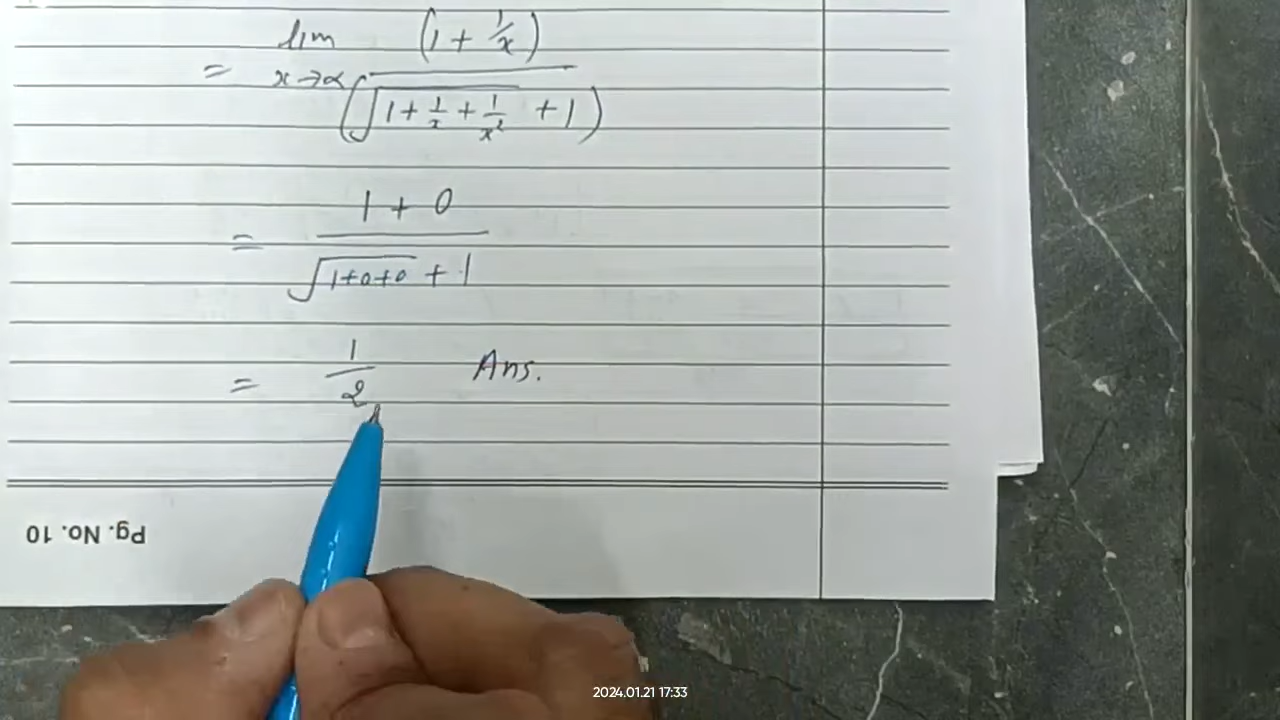 = lim x→∝ (1 + 1/x) / (√(1 + 1/x + 1/x²) + 1)
= (1 + 0) / (√(1+0+0) + 1)
= 1/2 Ans.
Pg. No. 10
2024.01.21 17:33